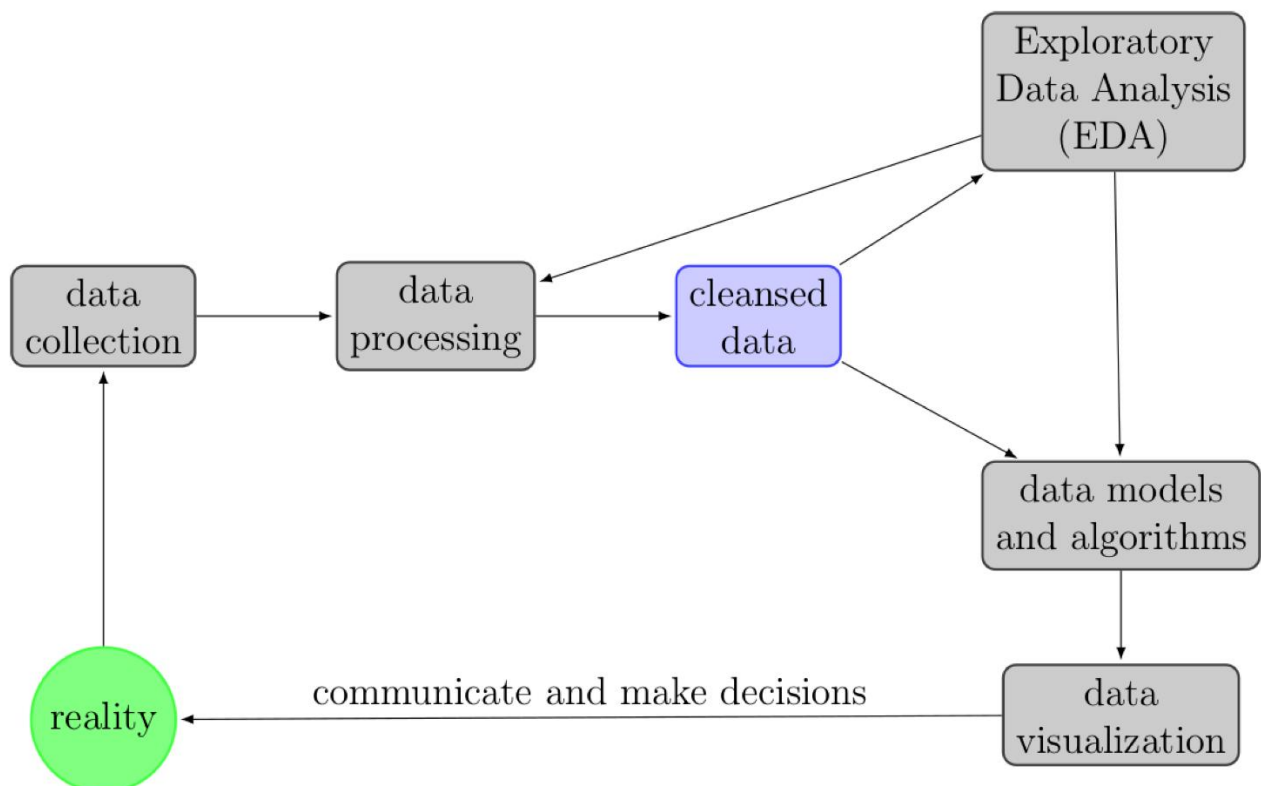 Exploratory
Data Analysis
(EDA)
data
collection
data
processing
cleansed
data
data models
and algorithms
reality
communicate and make decisions
data
visualization